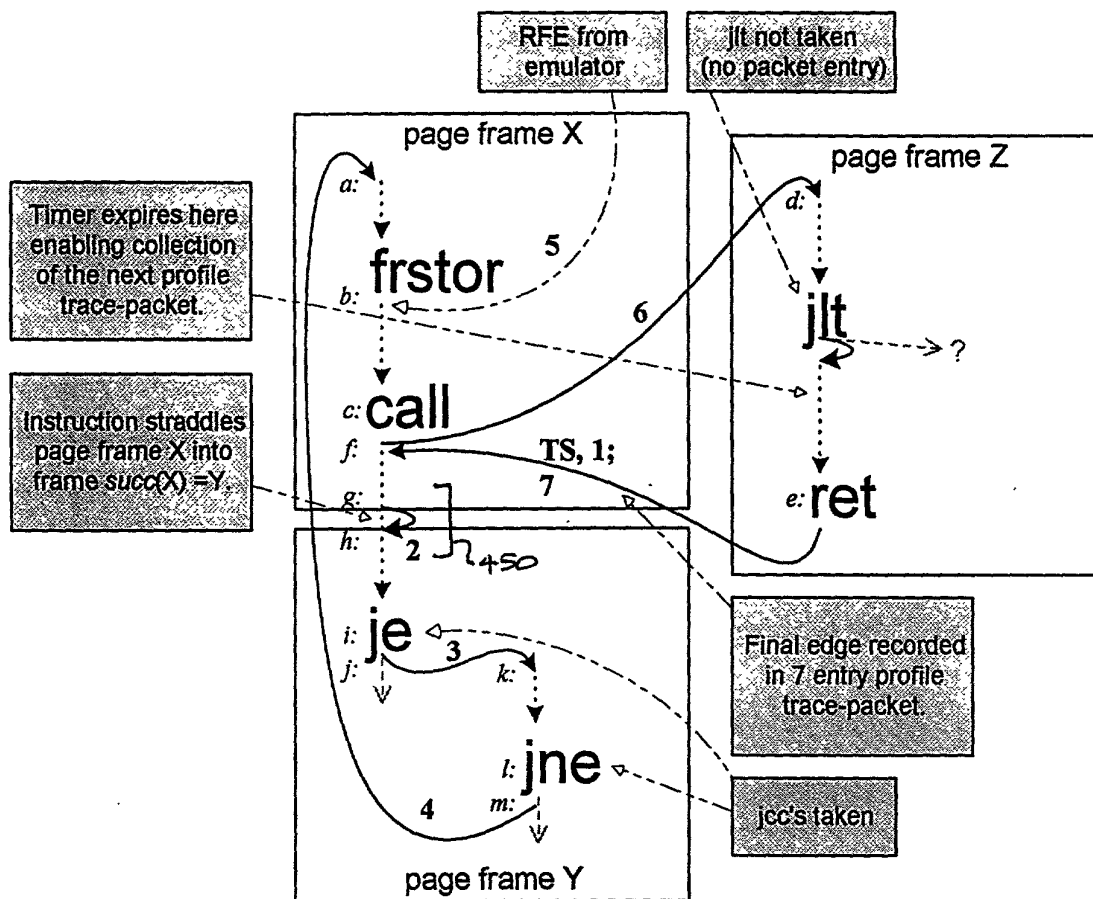 RFE from
emulator
jlt not taken
(no packet entry)
page frame X
page frame Z
a:
d:
Timer expires here
enabling collection
of the next profile
trace-packet.
5
frstor
b:
6
jlt
?
c: call
Instruction straddles
page frame X into
frame succ(X) =Y.
f:
TS, 1;
7
e: ret
g:
h:
2
450
i: je
j:
3
k:
Final edge recorded
in 7 entry profile
trace-packet.
l: jne
m:
4
jcc's taken
page frame Y